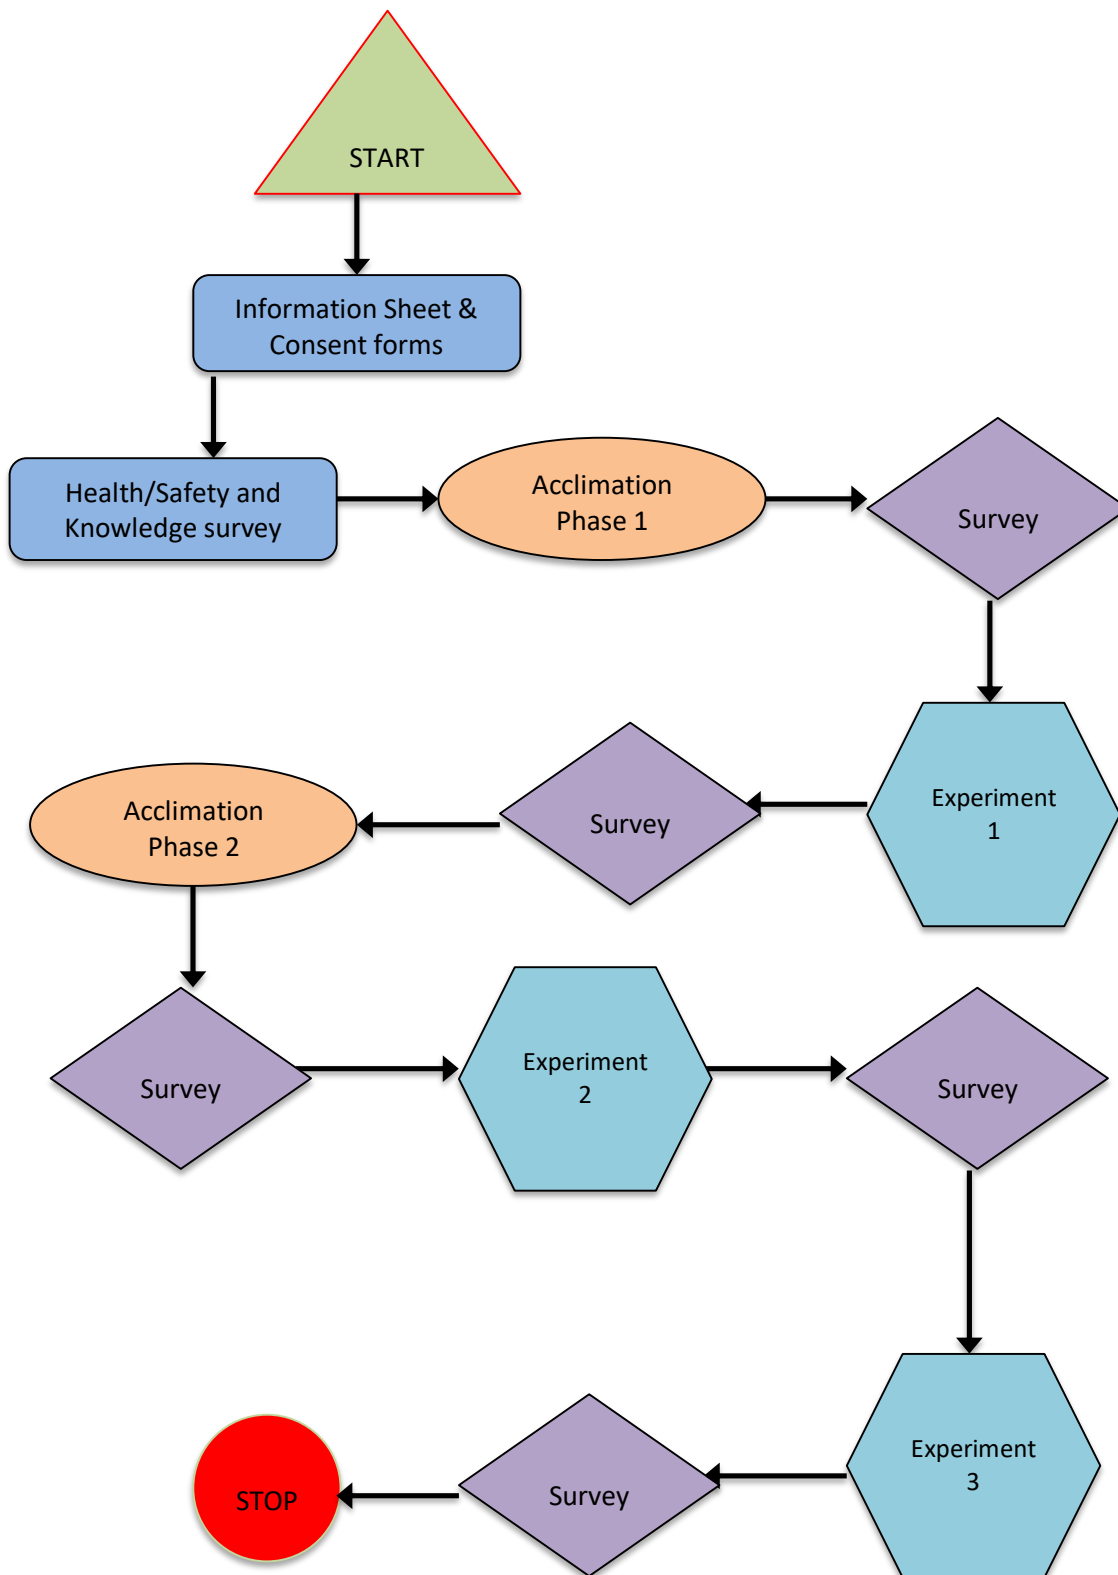 START
Information Sheet &
Consent forms
Health/Safety and
Knowledge survey
Acclimation
Phase 1
Survey
Experiment
1
Survey
Acclimation
Phase 2
Survey
Experiment
2
Survey
Experiment
3
Survey
STOP